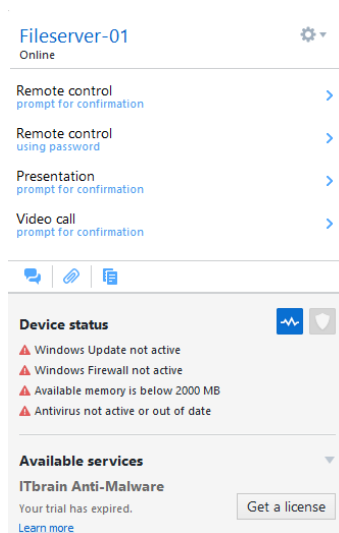 Fileserver-01
Online
Remote control
prompt for confirmation
Remote control
using password
Presentation
prompt for confirmation
Video call
prompt for confirmation
Device status
Windows Update not active
Windows Firewall not active
Available memory is below 2000 MB
Antivirus not active or out of date
Available services
ITbrain Anti-Malware
Your trial has expired.
Get a license
Learn more